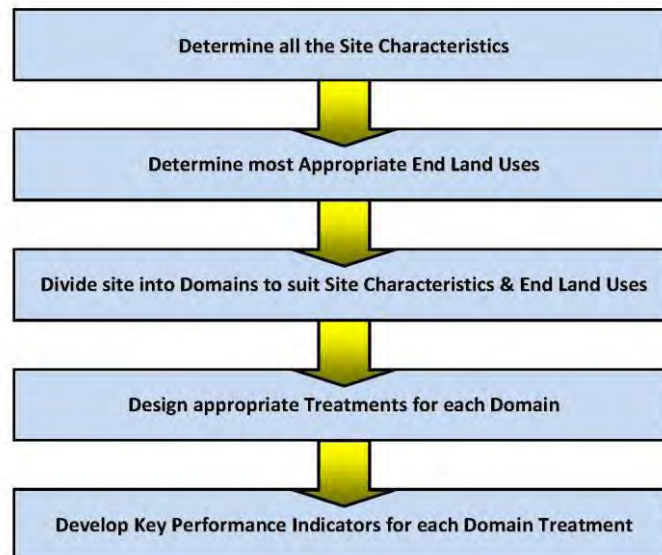 Determine all the Site Characteristics
Determine most Appropriate End Land Uses
Divide site into Domains to suit Site Characteristics & End Land Uses
Design appropriate Treatments for each Domain
Develop Key Performance Indicators for each Domain Treatment